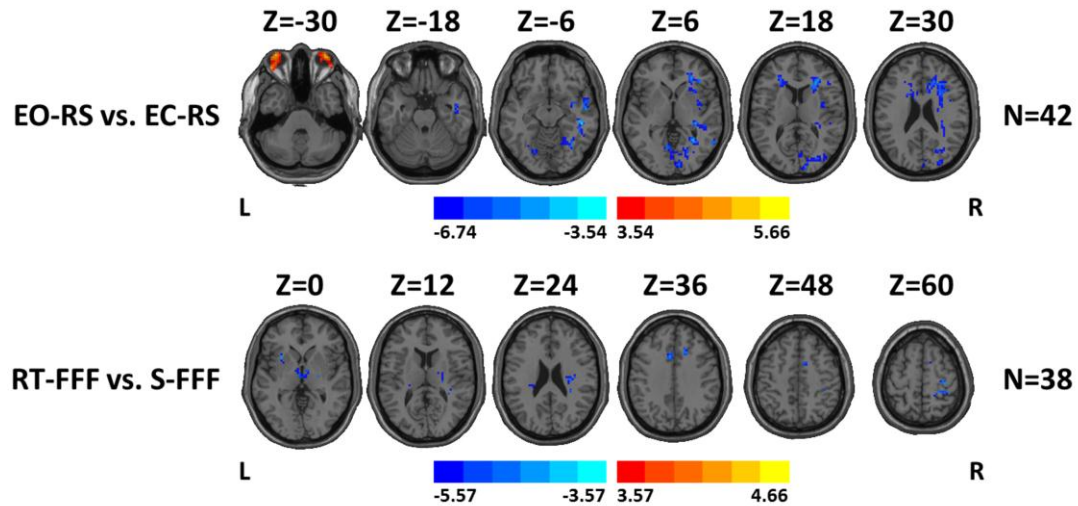 Z=-30 Z=-18 Z=-6 Z=6 Z=18 Z=30
EO-RS vs. EC-RS N=42
L R
-6.74 -3.54 3.54 5.66
Z=0 Z=12 Z=24 Z=36 Z=48 Z=60
RT-FFF vs. S-FFF N=38
L R
-5.57 -3.57 3.57 4.66